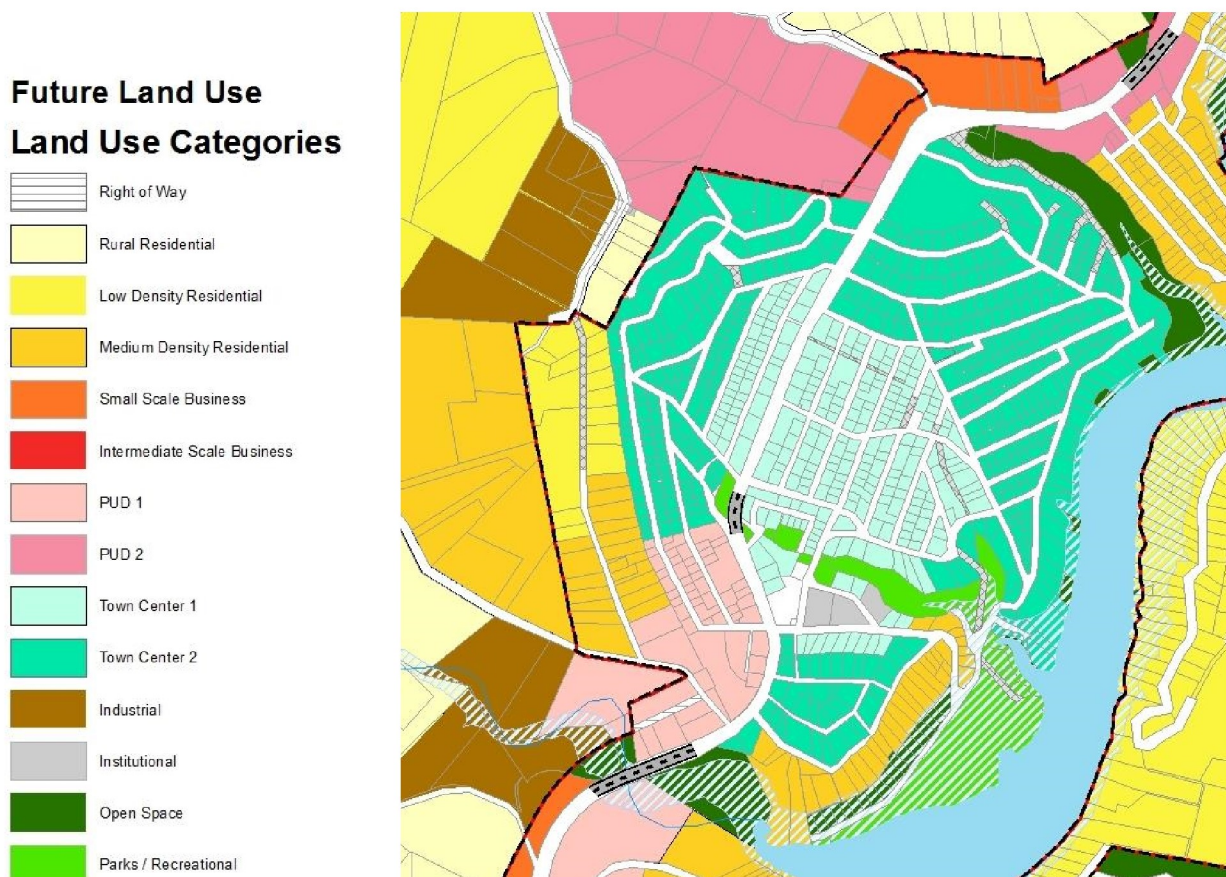 Future Land Use
Land Use Categories
Right of Way
Rural Residential
Low Density Residential
Medium Density Residential
Small Scale Business
Intermediate Scale Business
PUD 1
PUD 2
Town Center 1
Town Center 2
Industrial
Institutional
Open Space
Parks / Recreational